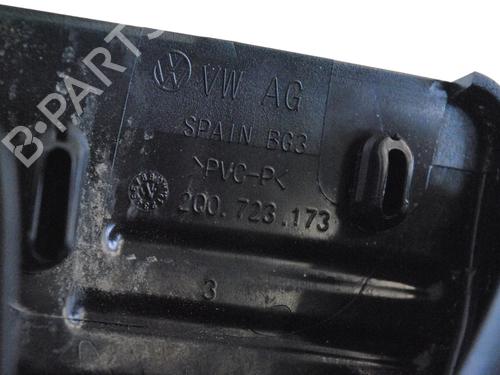 VW AG
SPAIN BG3
>PVC-P<
2Q0.723.173
3
B-PARTS